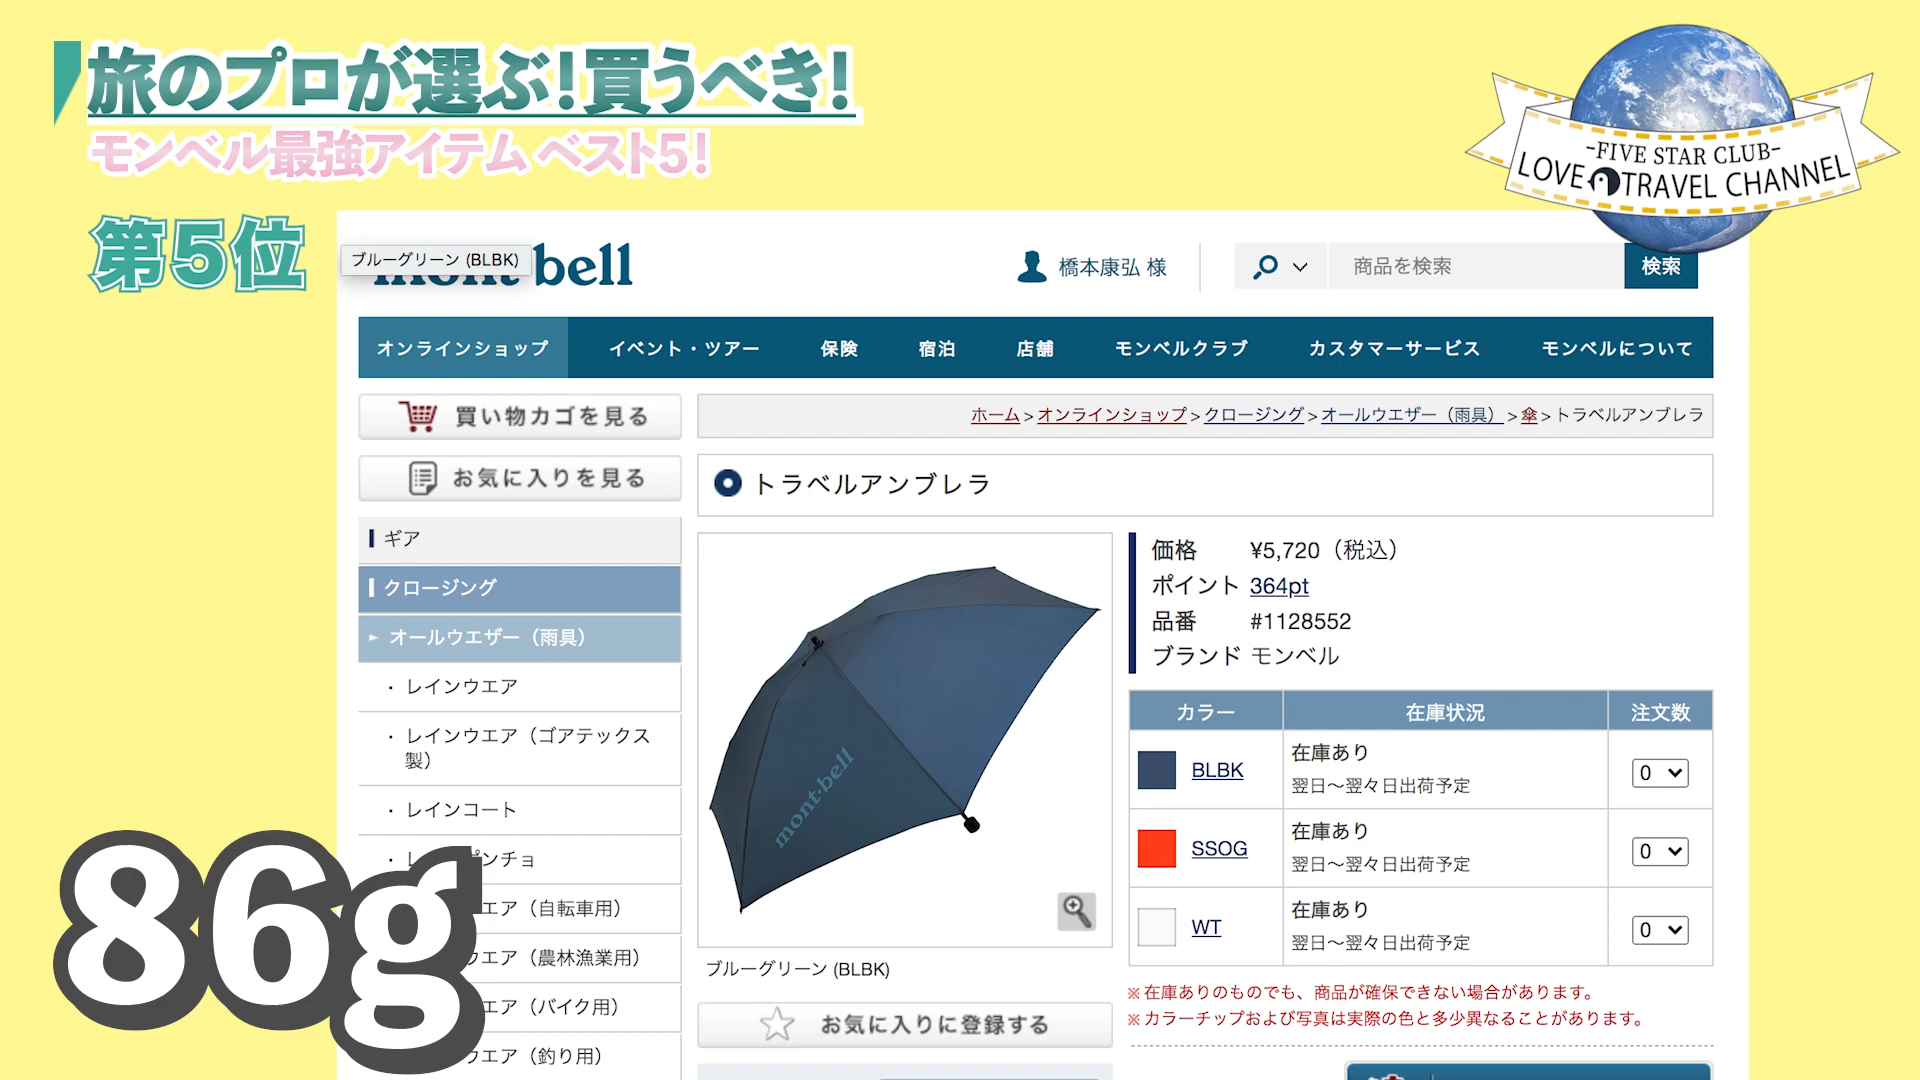 旅のプロが選ぶ！買うべき！
モンベル最強アイテム ベスト5！
-FIVE STAR CLUB-
LOVE TRAVEL CHANNEL
第5位
ブルーグリーン (BLBK)
mont-bell
橋本康弘 様
商品を検索
検索
オンラインショップ
イベント・ツアー
保険
宿泊
店舗
モンベルクラブ
カスタマーサービス
モンベルについて
買い物カゴを見る
ホーム > オンラインショップ > クロージング > オールウエザー（雨具） > 傘 > トラベルアンブレラ
お気に入りを見る
トラベルアンブレラ
ギア
クロージング
オールウエザー（雨具）
・レインウエア
・レインウエア（ゴアテックス
製）
・レインコート
・レ
ンチョ
エア（自転車用）
ウエア（農林漁業用）
エア（バイク用）
ウエア（釣り用）
86g
mont-bell
ブルーグリーン (BLBK)
お気に入りに登録する
価格 ¥5,720（税込）
ポイント 364pt
品番 #1128552
ブランド モンベル
カラー 在庫状況 注文数
BLBK 在庫あり 0
翌日～翌々日出荷予定
SSOG 在庫あり 0
翌日～翌々日出荷予定
WT 在庫あり 0
翌日～翌々日出荷予定
※在庫ありのものでも、商品が確保できない場合があります。
※カラーチップおよび写真は実際の色と多少異なることがあります。